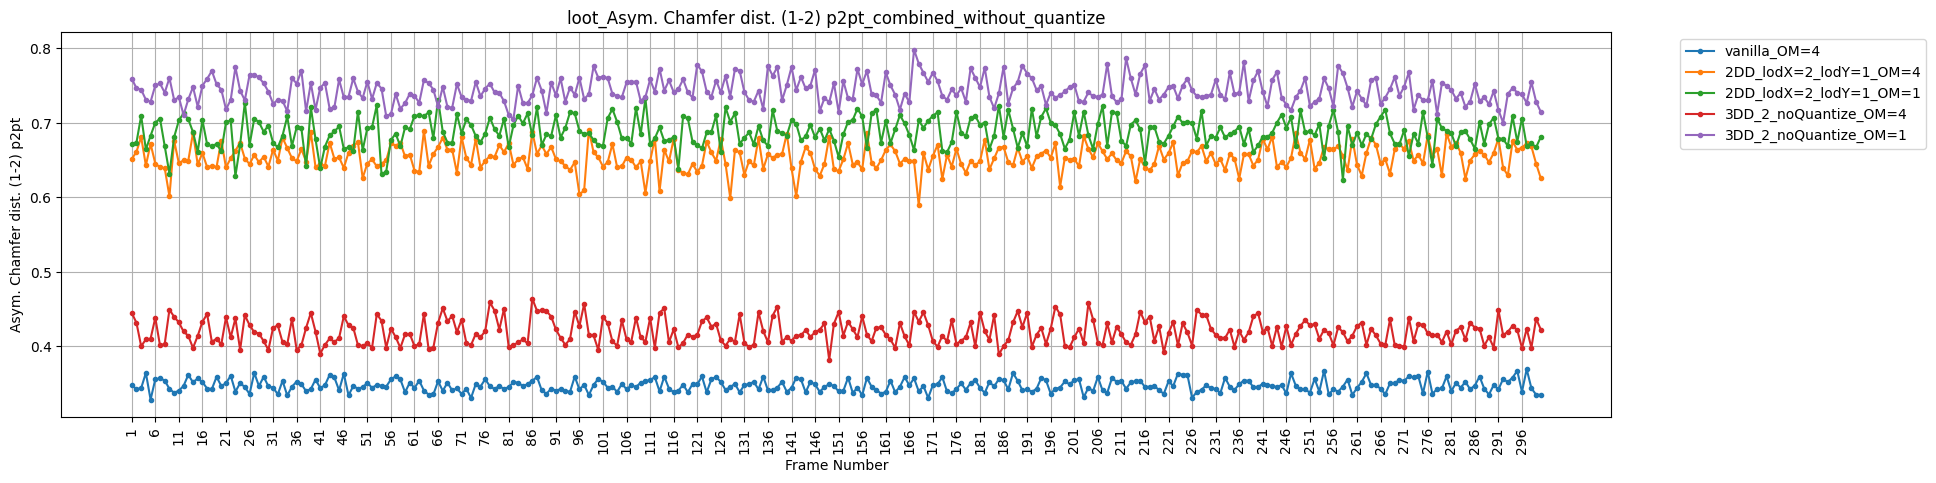 loot_Asym. Chamfer dist. (1-2) p2pt_combined_without_quantize
Asym. Chamfer dist. (1-2) p2pt
0.8
0.7
0.6
0.5
0.4
1 6 11 16 21 26 31 36 41 46 51 56 61 66 71 76 81 86 91 96 101 106 111 116 121 126 131 136 141 146 151 156 161 166 171 176 181 186 191 196 201 206 211 216 221 226 231 236 241 246 251 256 261 266 271 276 281 286 291 296
Frame Number
vanilla_OM=4
2DD_lodX=2_lodY=1_OM=4
2DD_lodX=2_lodY=1_OM=1
3DD_2_noQuantize_OM=4
3DD_2_noQuantize_OM=1